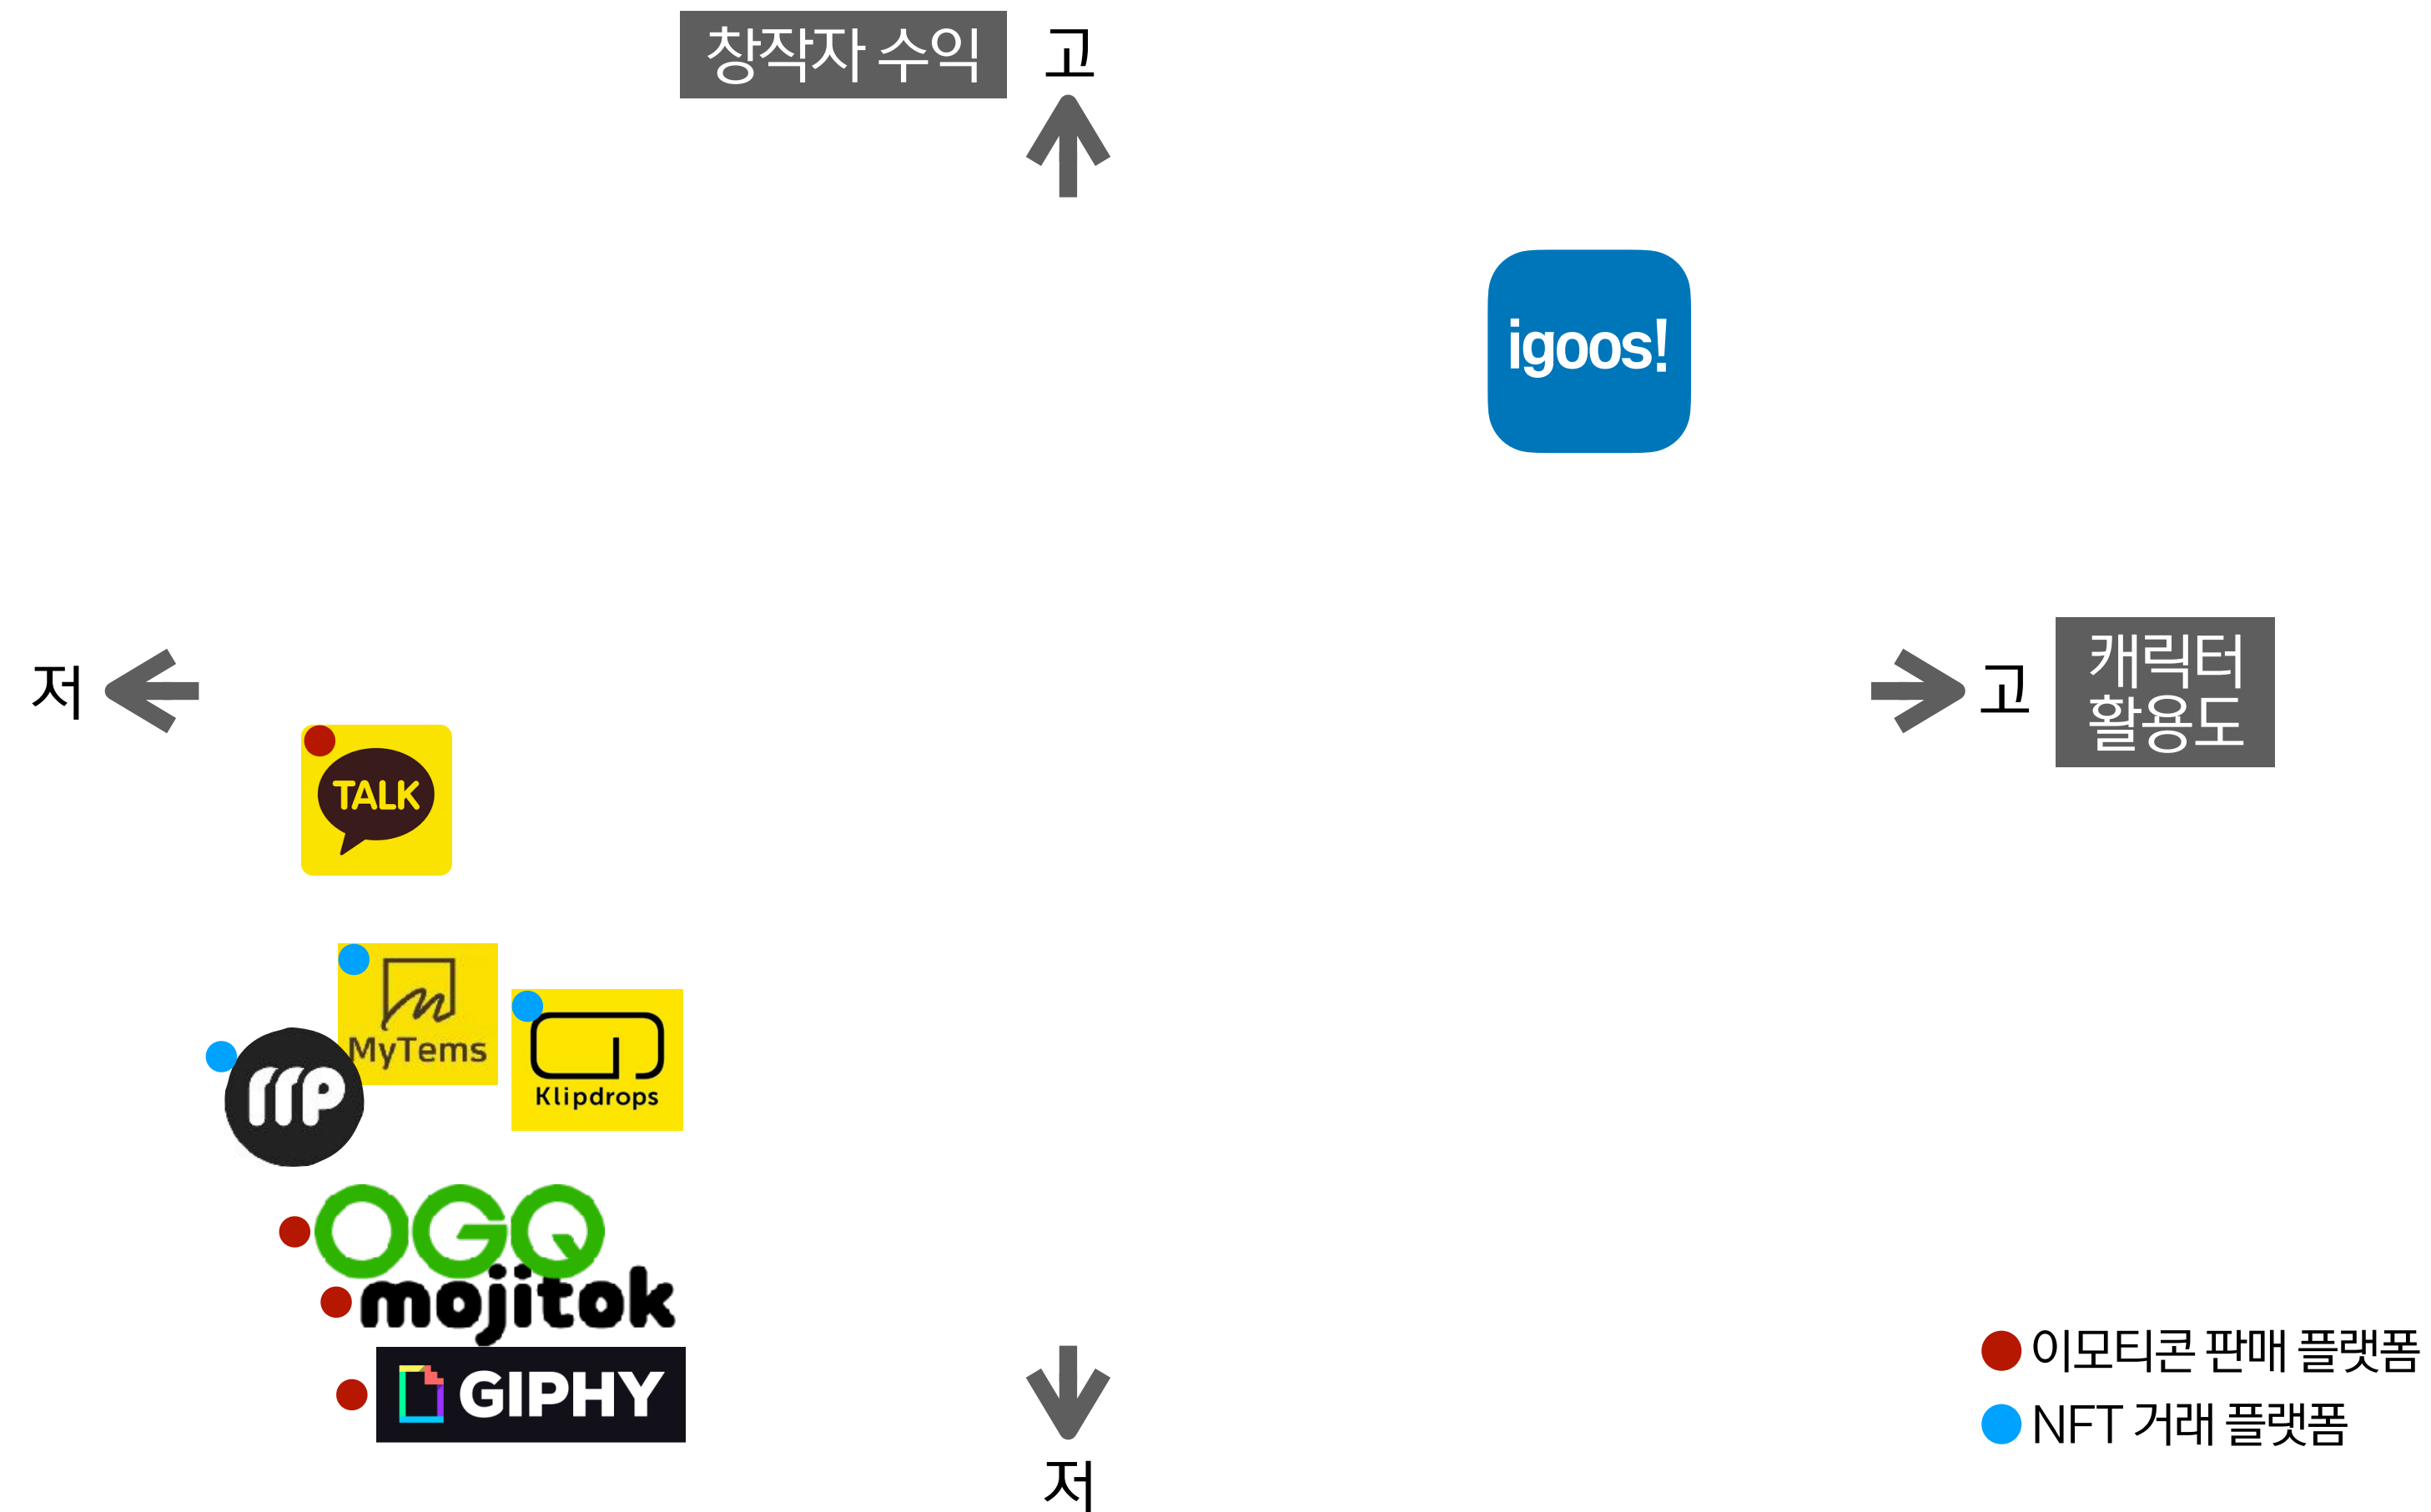 창작자 수익
고
igoos!
저
고
캐릭터
활용도
TALK
MyTems
Klipdrops
OGQ
mojitok
GIPHY
이모티콘 판매 플랫폼
NFT 거래 플랫폼
저